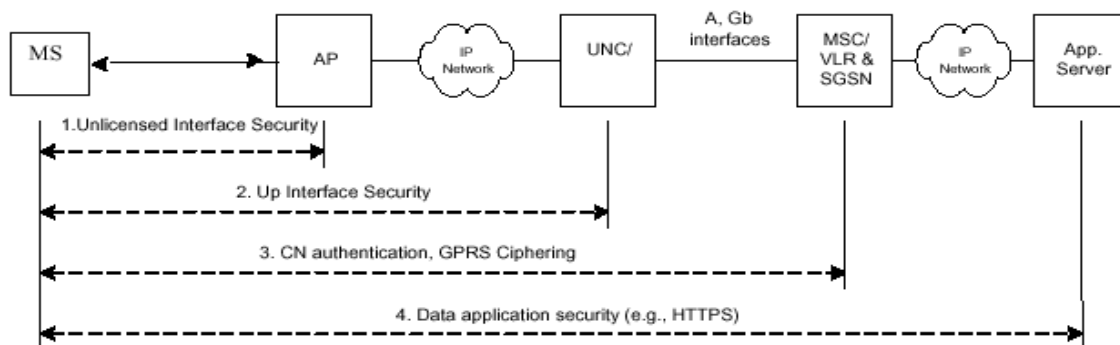 MS
AP
IP
Network
UNC/
A, Gb
interfaces
MSC/
VLR &
SGSN
IP
Network
App.
Server
1.Unlicensed Interface Security
2. Up Interface Security
3. CN authentication, GPRS Ciphering
4. Data application security (e.g., HTTPS)